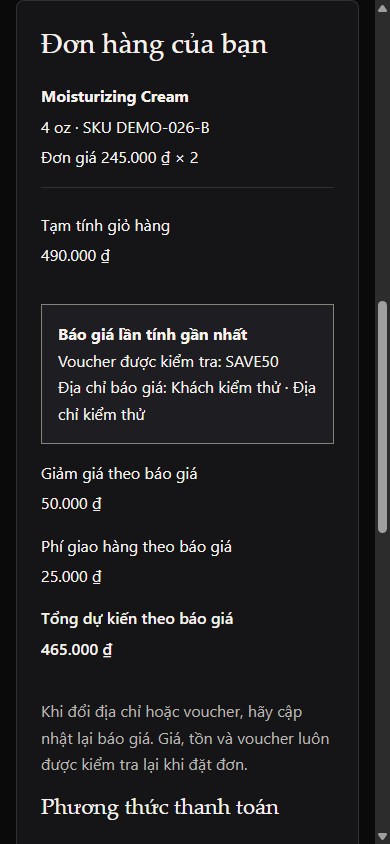 Đơn hàng của bạn
Moisturizing Cream
4 oz · SKU DEMO-026-B
Đơn giá 245.000 ₫ × 2
Tạm tính giỏ hàng
490.000 ₫
Báo giá lần tính gần nhất
Voucher được kiểm tra: SAVE50
Địa chỉ báo giá: Khách kiểm thử · Địa
chỉ kiểm thử
Giảm giá theo báo giá
50.000 ₫
Phí giao hàng theo báo giá
25.000 ₫
Tổng dự kiến theo báo giá
465.000 ₫
Khi đổi địa chỉ hoặc voucher, hãy cập
nhật lại báo giá. Giá, tồn và voucher luôn
được kiểm tra lại khi đặt đơn.
Phương thức thanh toán